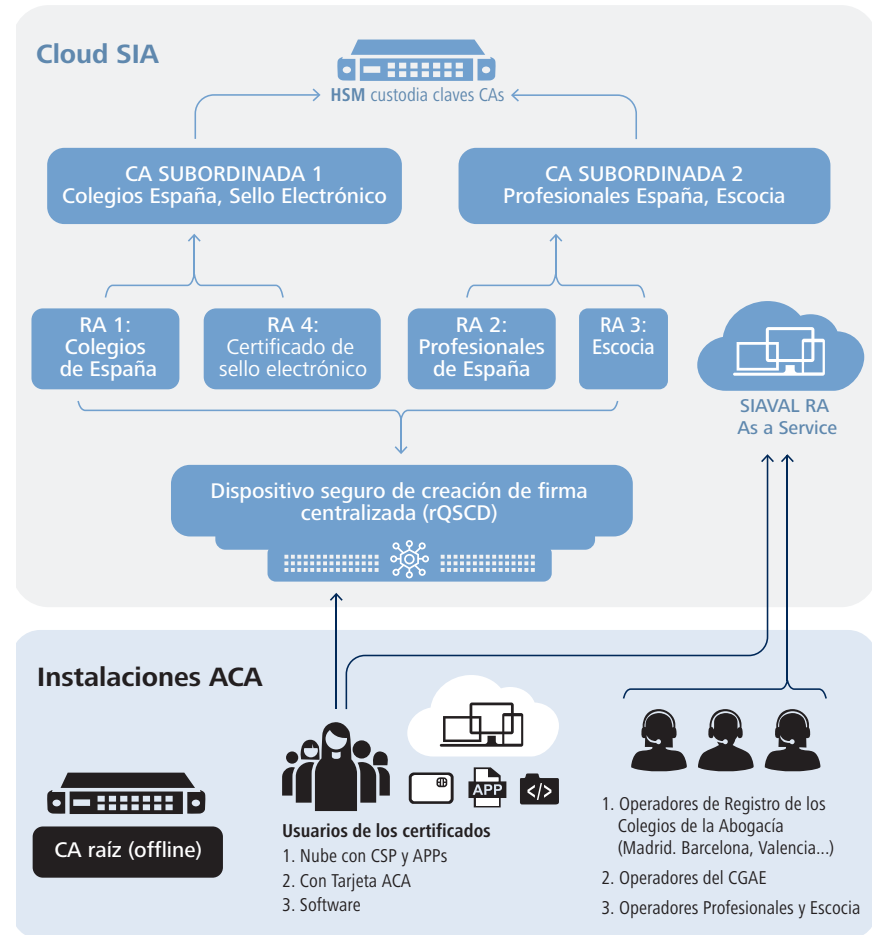 Cloud SIA
HSM custodia claves CAs
CA SUBORDINADA 1
Colegios España, Sello Electrónico
CA SUBORDINADA 2
Profesionales España, Escocia
RA 1:
Colegios
de España
RA 4:
Certificado de
sello electrónico
RA 2:
Profesionales
de España
RA 3:
Escocia
SIAVAL RA
As a Service
Dispositivo seguro de creación de firma
centralizada (rQSCD)
Instalaciones ACA
CA raíz (offline)
APP
</>
Usuarios de los certificados
1. Nube con CSP y APPs
2. Con Tarjeta ACA
3. Software
1. Operadores de Registro de los
Colegios de la Abogacía
(Madrid. Barcelona, Valencia...)
2. Operadores del CGAE
3. Operadores Profesionales y Escocia